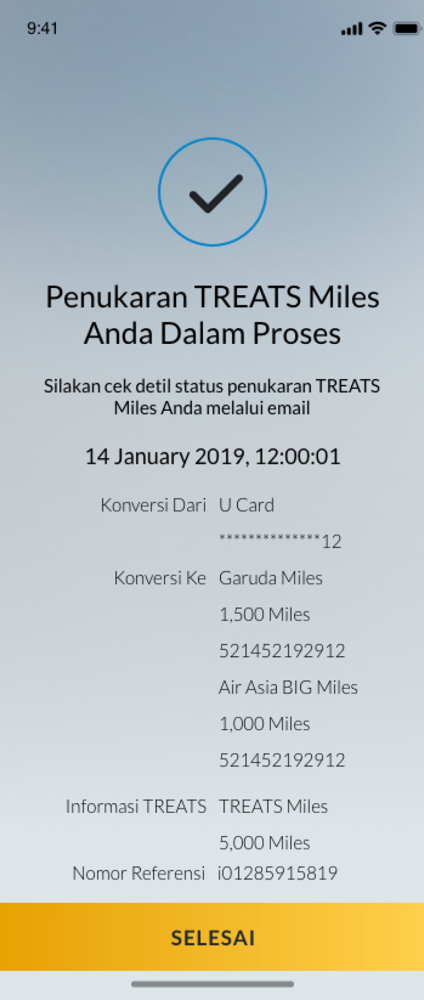 9:41
Penukaran TREATS Miles
Anda Dalam Proses
Silakan cek detil status penukaran TREATS
Miles Anda melalui email
14 January 2019, 12:00:01
Konversi Dari U Card
**************12
Konversi Ke Garuda Miles
1,500 Miles
521452192912
Air Asia BIG Miles
1,000 Miles
521452192912
Informasi TREATS TREATS Miles
5,000 Miles
Nomor Referensi i01285915819
SELESAI